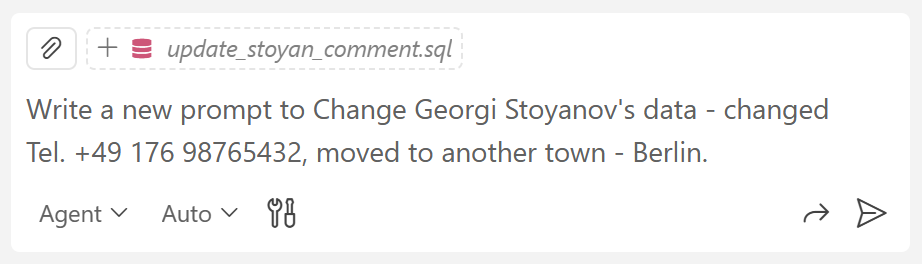 update_stoyan_comment.sql
Write a new prompt to Change Georgi Stoyanov's data - changed
Tel. +49 176 98765432, moved to another town - Berlin.
Agent Auto